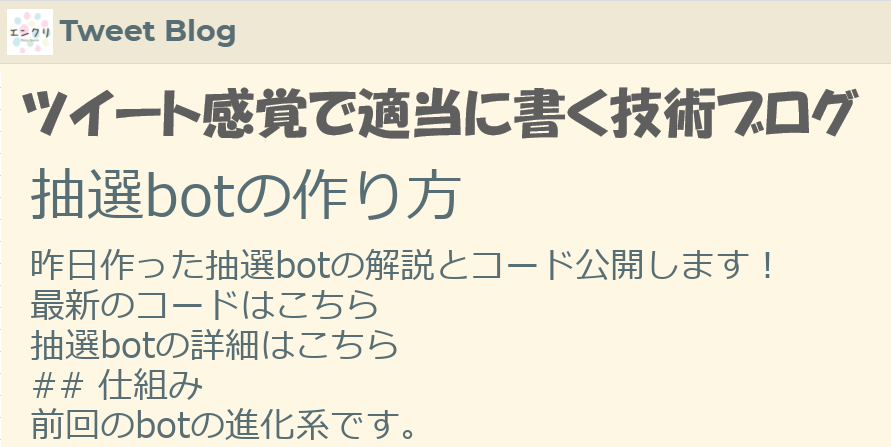 エンクリ
Tweet Blog
ツイート感覚で適当に書く技術ブログ
抽選botの作り方
昨日作った抽選botの解説とコード公開します！
最新のコードはこちら
抽選botの詳細はこちら
## 仕組み
前回のbotの進化系です。